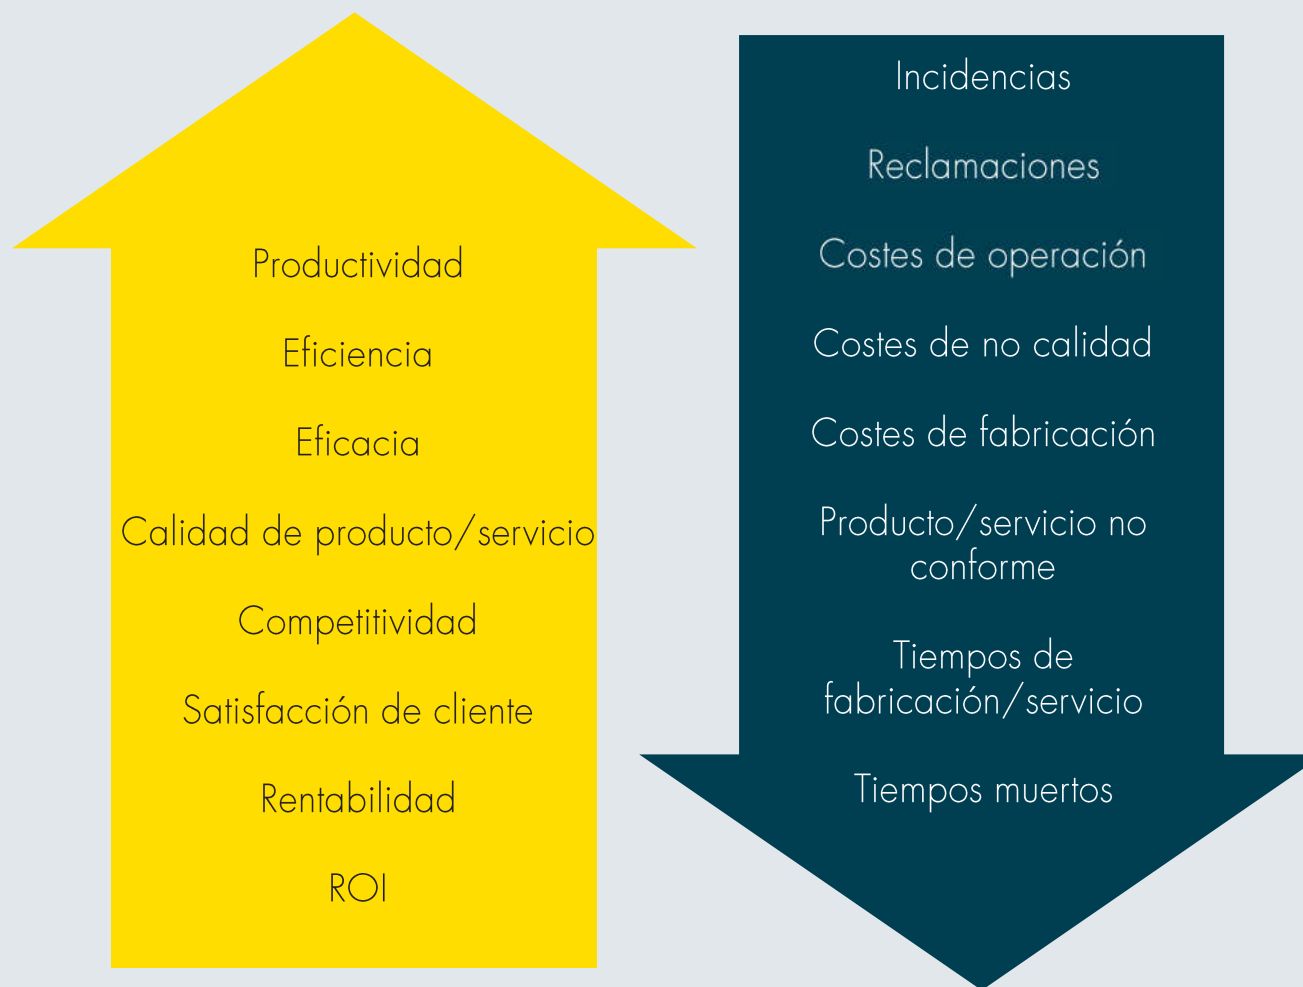 Productividad
Eficiencia
Eficacia
Calidad de producto/servicio
Competitividad
Satisfacción de cliente
Rentabilidad
ROI
Incidencias
Reclamaciones
Costes de operación
Costes de no calidad
Costes de fabricación
Producto/servicio no
conforme
Tiempos de
fabricación/servicio
Tiempos muertos